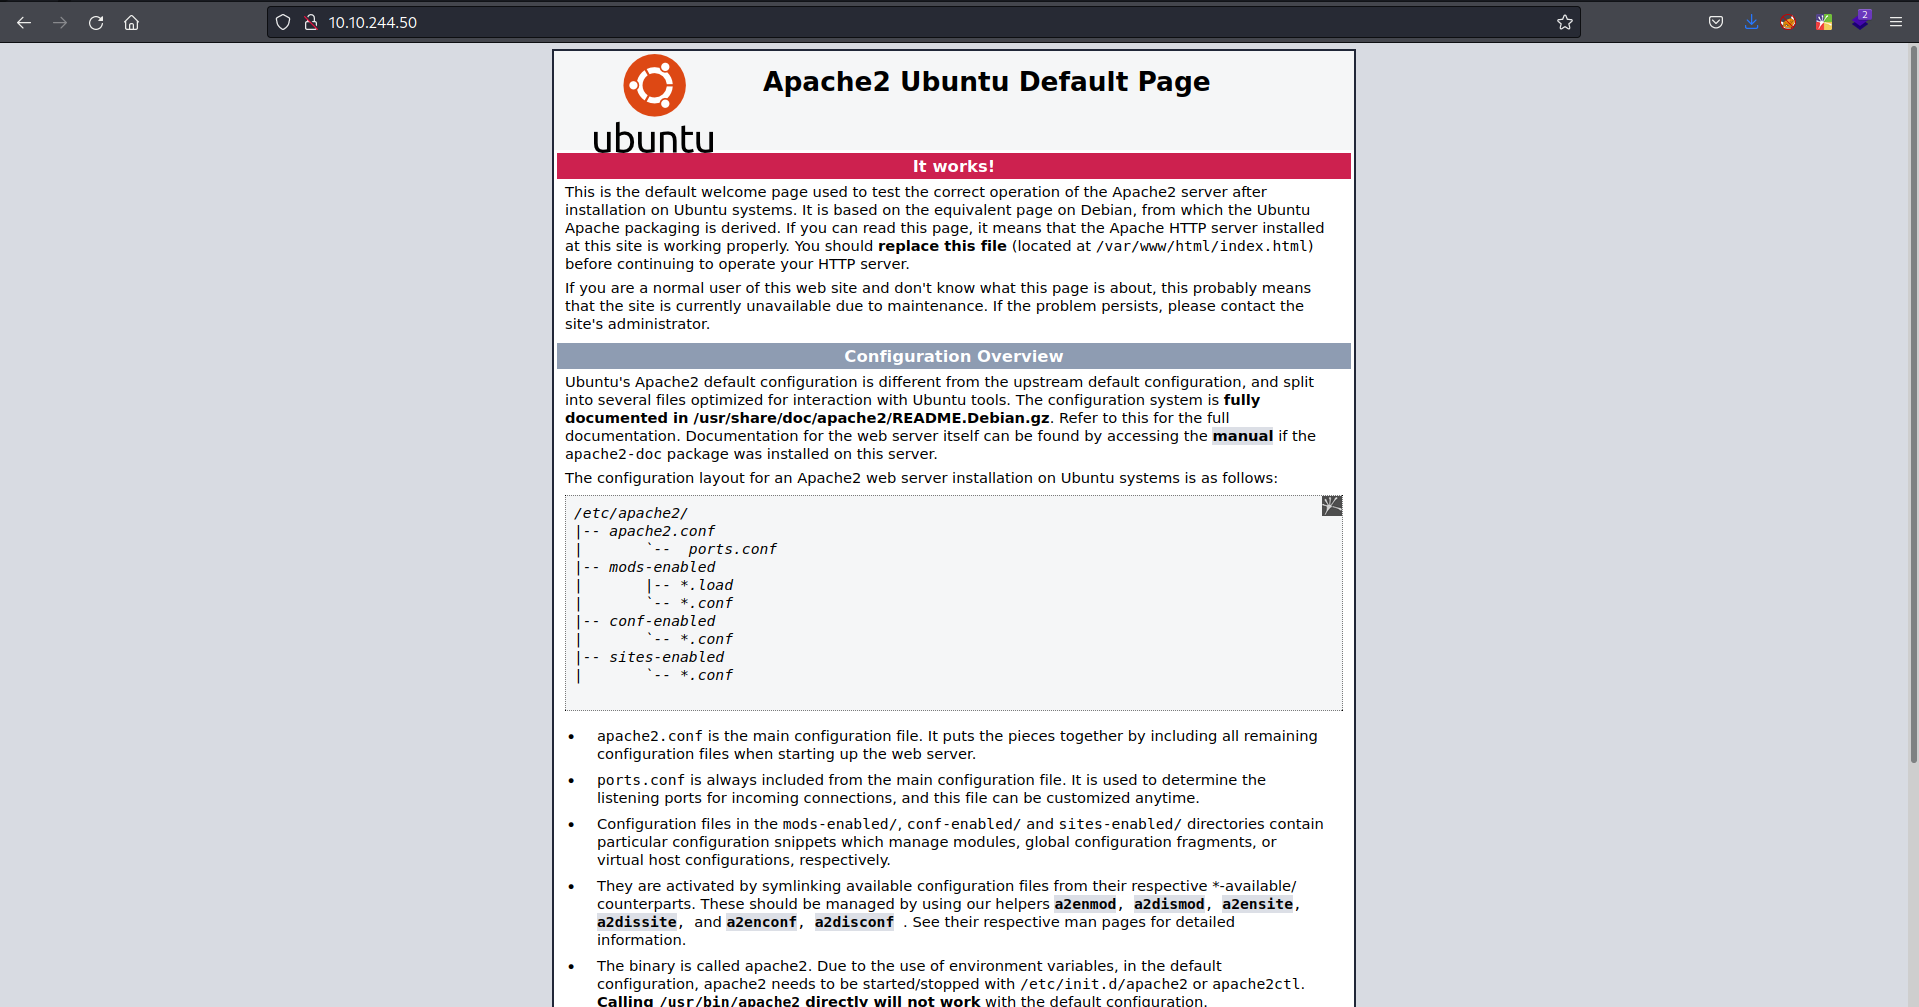 10.10.244.50
2
ubuntu
Apache2 Ubuntu Default Page
It works!
This is the default welcome page used to test the correct operation of the Apache2 server after
installation on Ubuntu systems. It is based on the equivalent page on Debian, from which the Ubuntu
Apache packaging is derived. If you can read this page, it means that the Apache HTTP server installed
at this site is working properly. You should replace this file (located at /var/www/html/index.html)
before continuing to operate your HTTP server.
If you are a normal user of this web site and don't know what this page is about, this probably means
that the site is currently unavailable due to maintenance. If the problem persists, please contact the
site's administrator.
Configuration Overview
Ubuntu's Apache2 default configuration is different from the upstream default configuration, and split
into several files optimized for interaction with Ubuntu tools. The configuration system is fully
documented in /usr/share/doc/apache2/README.Debian.gz. Refer to this for the full
documentation. Documentation for the web server itself can be found by accessing the manual if the
apache2-doc package was installed on this server.
The configuration layout for an Apache2 web server installation on Ubuntu systems is as follows:
/etc/apache2/
|-- apache2.conf
|       `--  ports.conf
|-- mods-enabled
|       |-- *.load
|       `-- *.conf
|-- conf-enabled
|       `-- *.conf
|-- sites-enabled
|       `-- *.conf
• apache2.conf is the main configuration file. It puts the pieces together by including all remaining
configuration files when starting up the web server.
• ports.conf is always included from the main configuration file. It is used to determine the
listening ports for incoming connections, and this file can be customized anytime.
• Configuration files in the mods-enabled/, conf-enabled/ and sites-enabled/ directories contain
particular configuration snippets which manage modules, global configuration fragments, or
virtual host configurations, respectively.
• They are activated by symlinking available configuration files from their respective *-available/
counterparts. These should be managed by using our helpers a2enmod, a2dismod, a2ensite,
a2dissite, and a2enconf, a2disconf . See their respective man pages for detailed
information.
• The binary is called apache2. Due to the use of environment variables, in the default
configuration, apache2 needs to be started/stopped with /etc/init.d/apache2 or apache2ctl.
Calling /usr/bin/apache2 directly will not work with the default configuration.